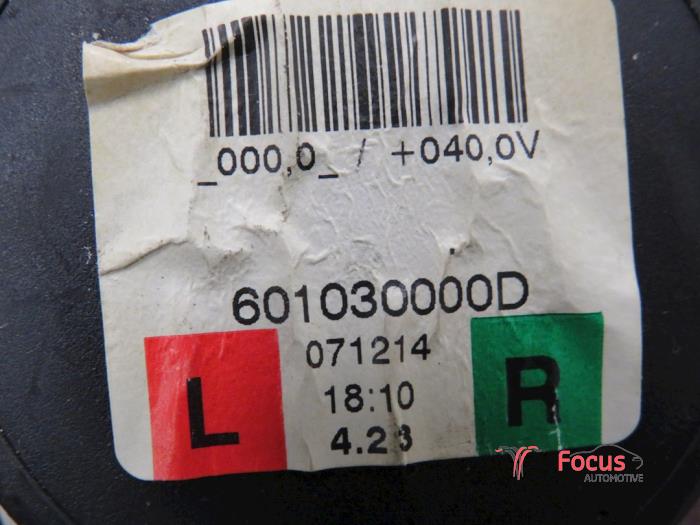 _000,0_ / +040,0V
601030000D
071214
L R
18:10
4.23
Focus
AUTOMOTIVE